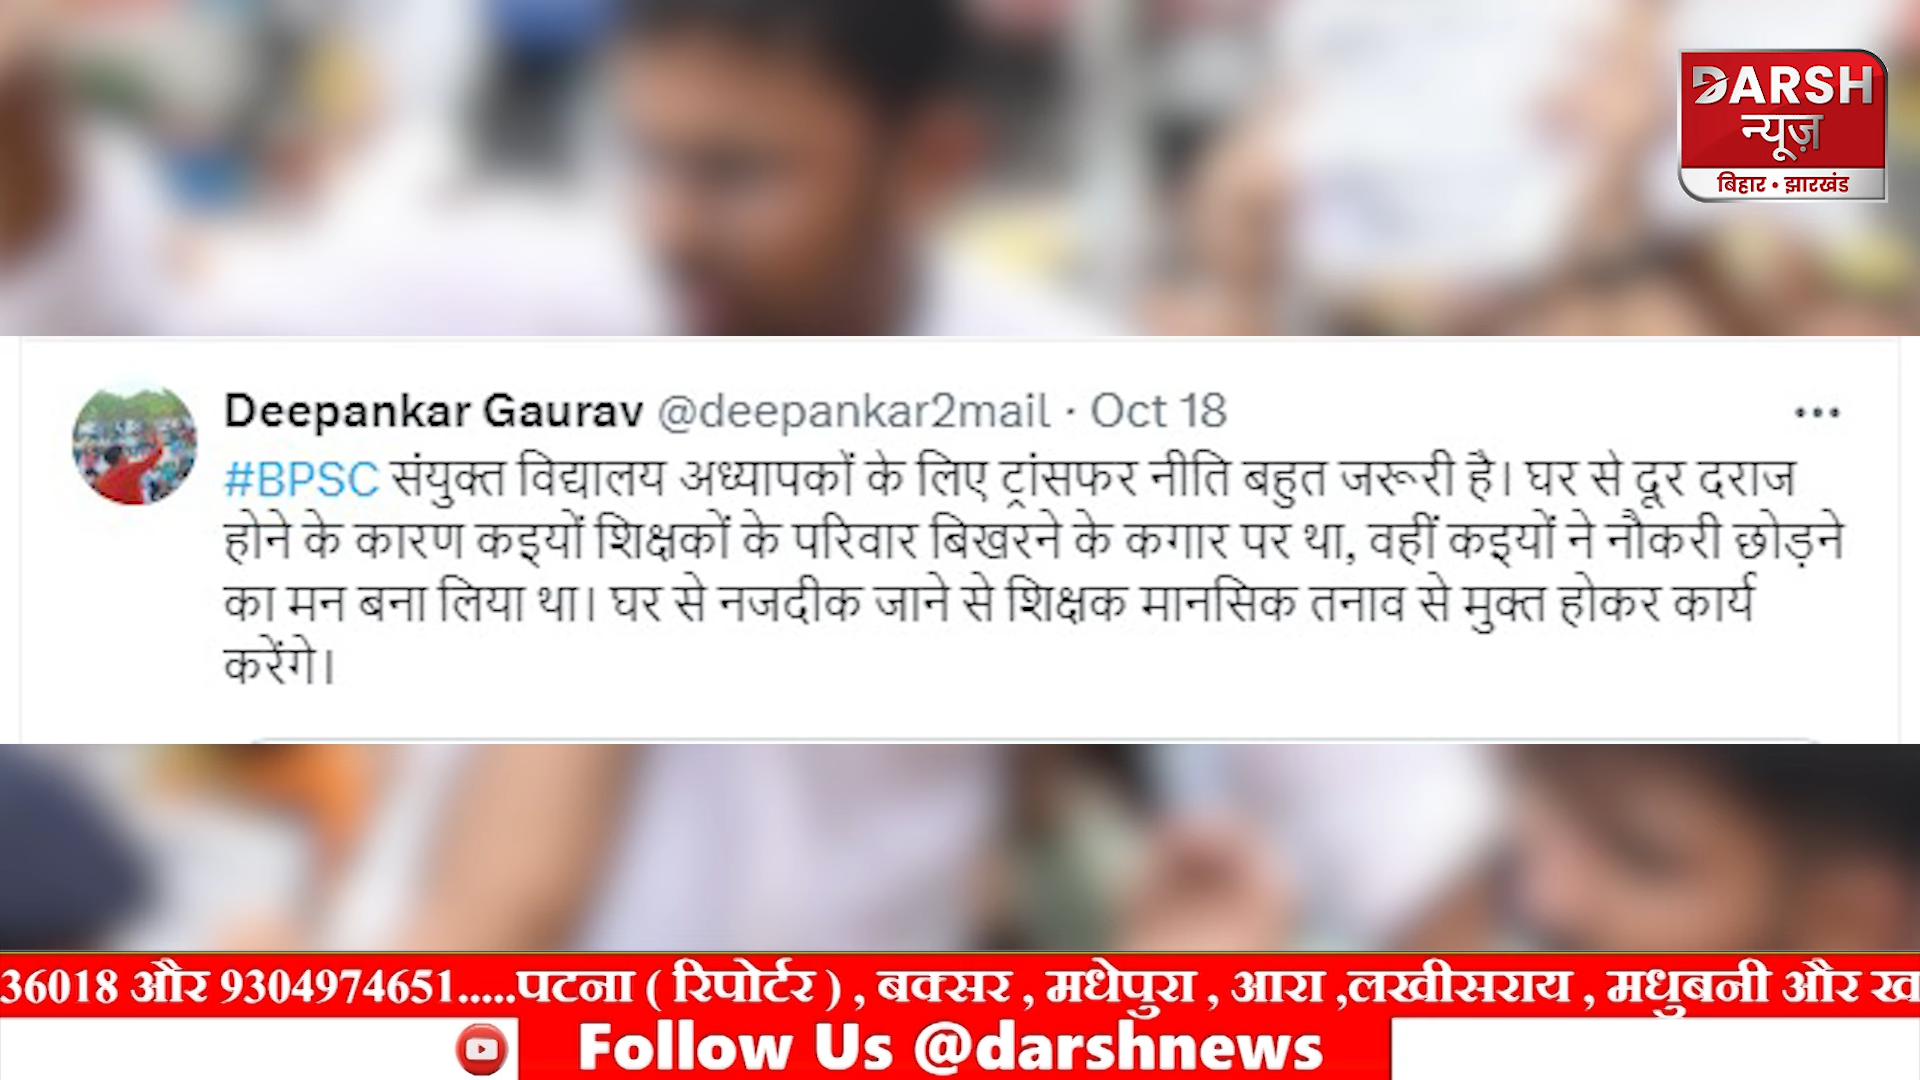 DARSH
न्यूज़
बिहार • झारखंड
Deepankar Gaurav @deepankar2mail · Oct 18
#BPSC संयुक्त विद्यालय अध्यापकों के लिए ट्रांसफर नीति बहुत जरूरी है। घर से दूर दराज
होने के कारण कइयों शिक्षकों के परिवार बिखरने के कगार पर था, वहीं कइयों ने नौकरी छोड़ने
का मन बना लिया था। घर से नजदीक जाने से शिक्षक मानसिक तनाव से मुक्त होकर कार्य
करेंगे।
36018 और 9304974651.....पटना ( रिपोर्टर ) , बक्सर , मधेपुरा , आरा ,लखीसराय , मधुबनी और
Follow Us @darshnews